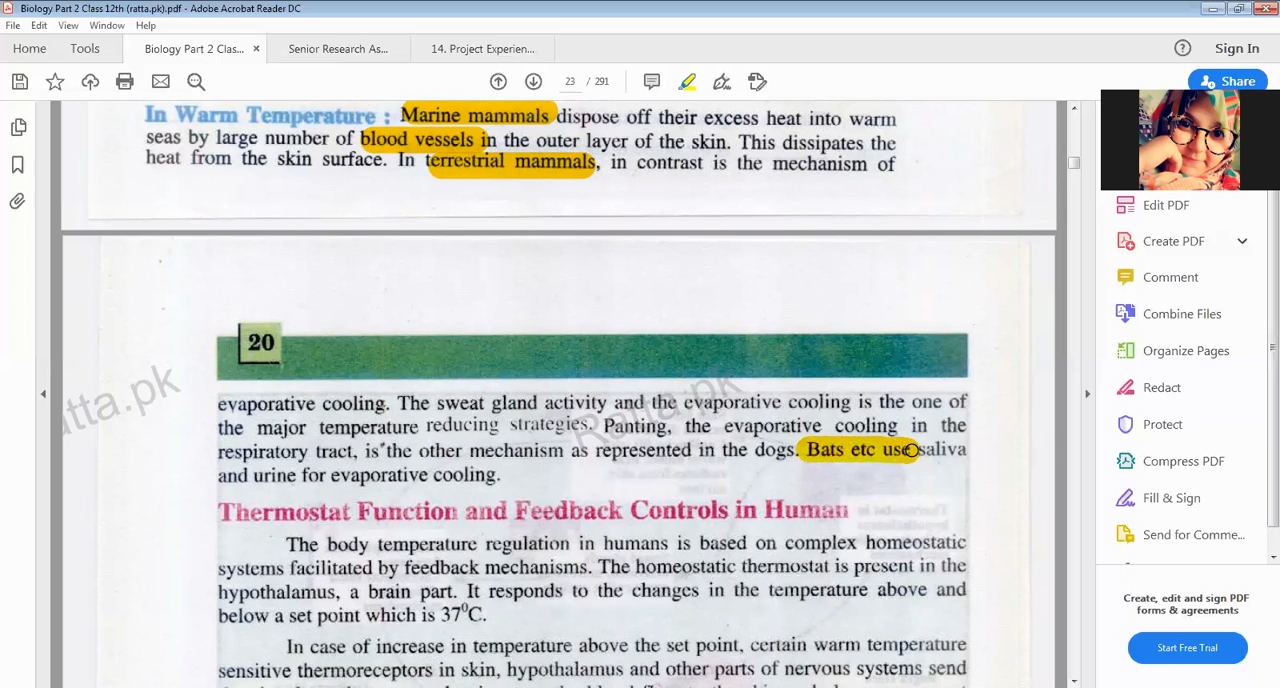 Biology Part 2 Class 12th (ratta.pk).pdf - Adobe Acrobat Reader DC
File Edit View Window Help
Home Tools Biology Part 2 Clas... × Senior Research As... 14. Project Experien... Sign In
23 / 291 Share
In Warm Temperature : Marine mammals dispose off their excess heat into warm
seas by large number of blood vessels in the outer layer of the skin. This dissipates the
heat from the skin surface. In terrestrial mammals, in contrast is the mechanism of
20
evaporative cooling. The sweat gland activity and the evaporative cooling is the one of
the major temperature reducing strategies. Panting, the evaporative cooling in the
respiratory tract, is the other mechanism as represented in the dogs. Bats etc use saliva
and urine for evaporative cooling.
Thermostat Function and Feedback Controls in Human
The body temperature regulation in humans is based on complex homeostatic
systems facilitated by feedback mechanisms. The homeostatic thermostat is present in the
hypothalamus, a brain part. It responds to the changes in the temperature above and
below a set point which is 37⁰C.
In case of increase in temperature above the set point, certain warm temperature
sensitive thermoreceptors in skin, hypothalamus and other parts of nervous systems send
Ratta.pk
Edit PDF
Create PDF
Comment
Combine Files
Organize Pages
Redact
Protect
Compress PDF
Fill & Sign
Send for Comme...
Create, edit and sign PDF
forms & agreements
Start Free Trial